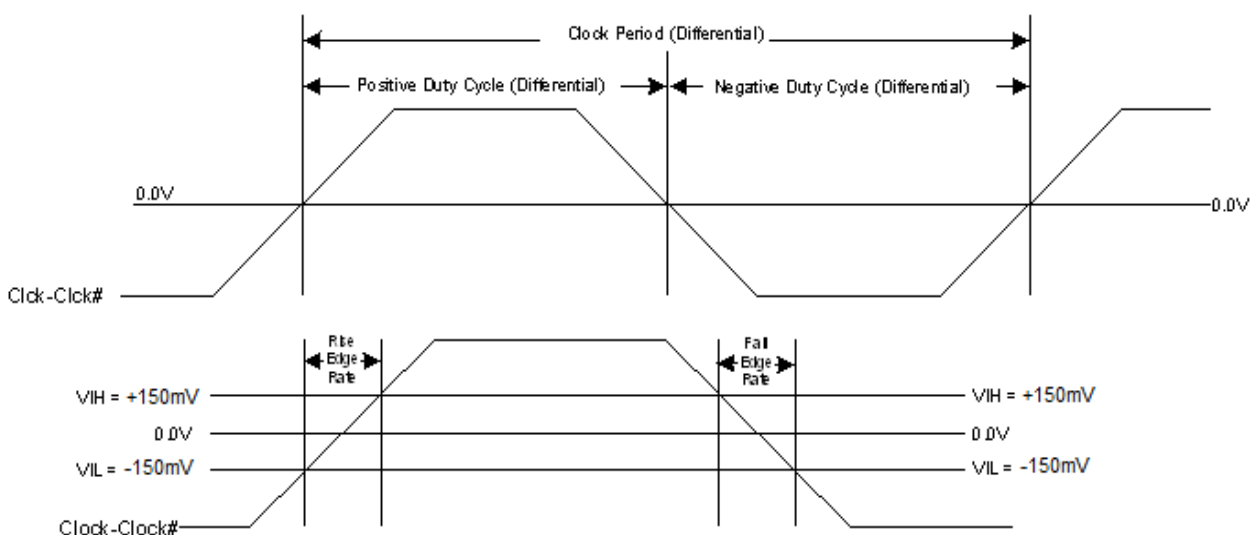 Clock Period (Differential)
Positive Duty Cycle (Differential)
Negative Duty Cycle (Differential)
0.0V
0.0V
Clck-Clck#
Rise
Edge
Rate
Fall
Edge
Rate
VIH = +150mV
VIH = +150mV
0.0V
0.0V
VIL = -150mV
VIL = -150mV
Clock-Clock#